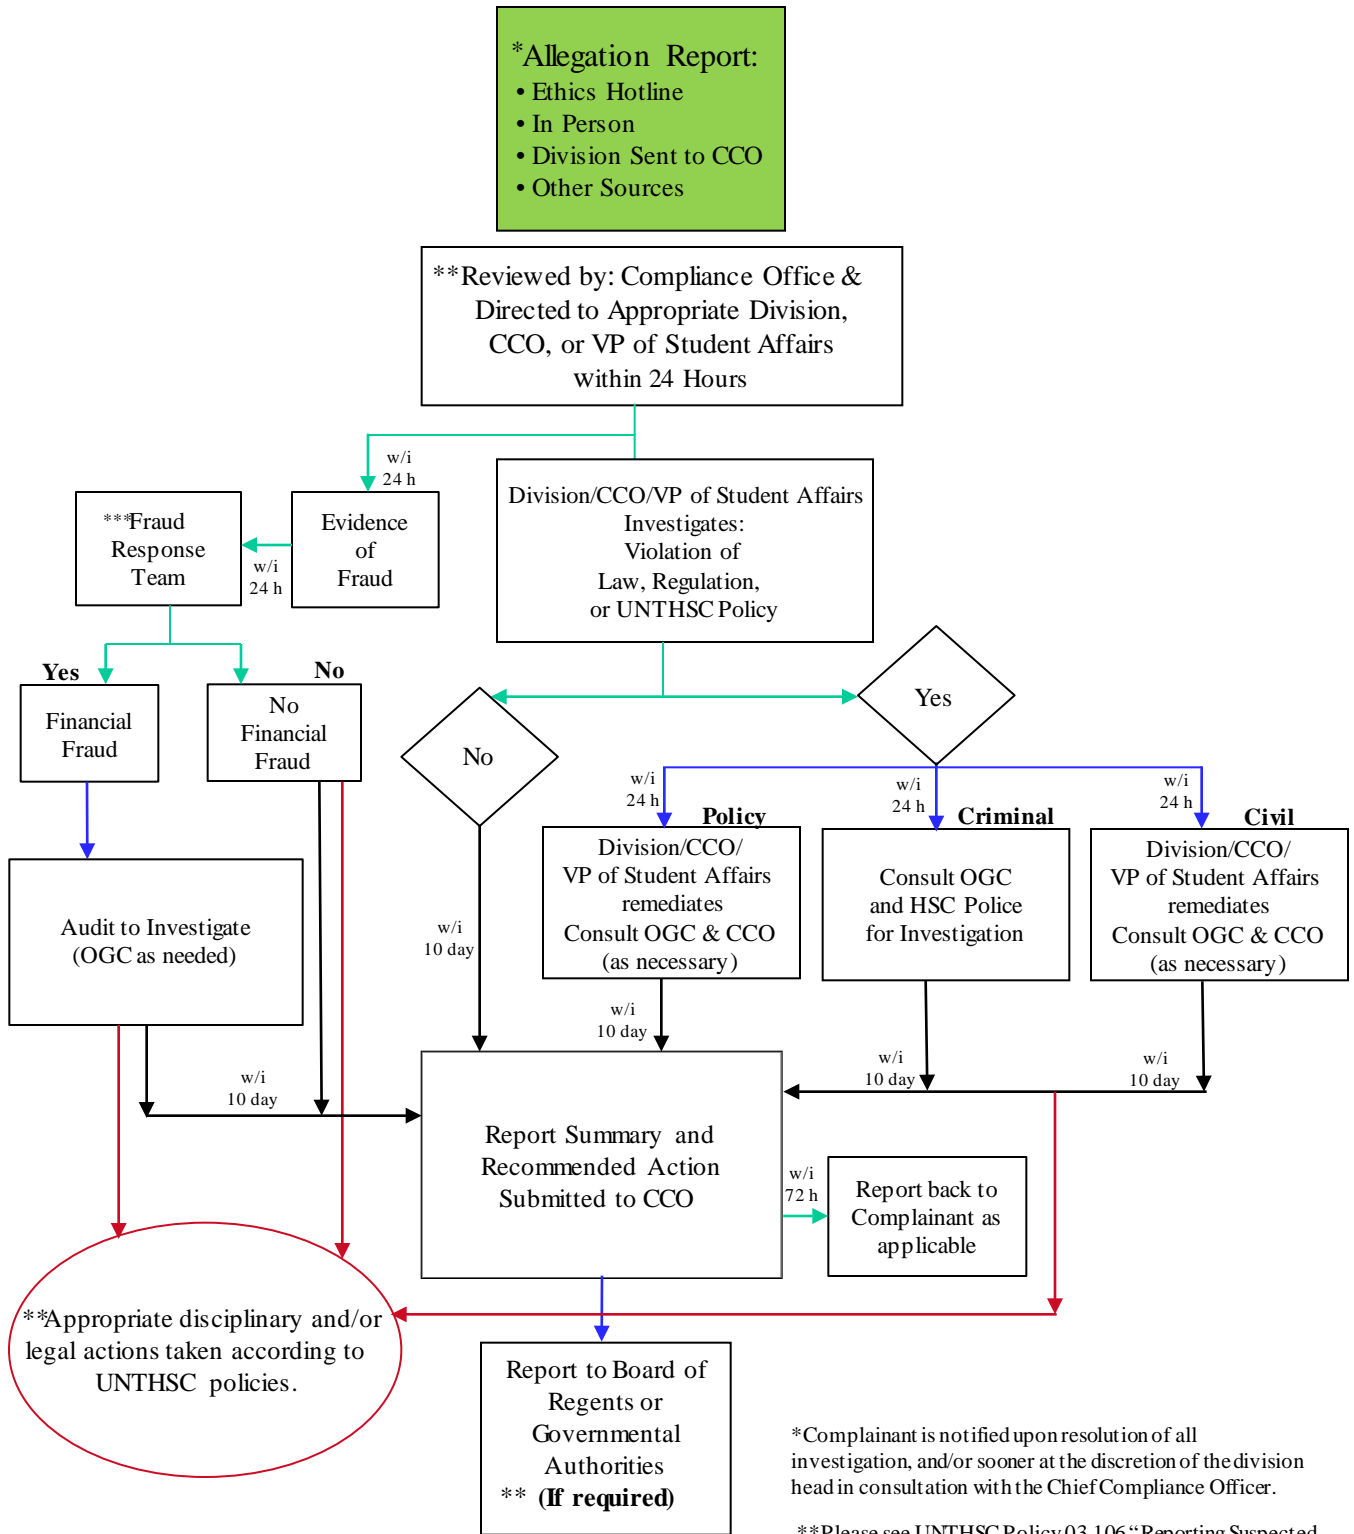 *Allegation Report:
• Ethics Hotline
• In Person
• Division Sent to CCO
• Other Sources
**Reviewed by: Compliance Office &
Directed to Appropriate Division,
CCO, or VP of Student Affairs
within 24 Hours
w/i
24 h
***Fraud
Response
Team
w/i
24 h
Evidence
of
Fraud
Division/CCO/VP of Student Affairs
Investigates:
Violation of
Law, Regulation,
or UNTHSC Policy
Yes
No
Financial
Fraud
No
Financial
Fraud
No
Yes
w/i
24 h
Policy
w/i
24 h
Criminal
w/i
24 h
Civil
Audit to Investigate
(OGC as needed)
w/i
10 day
Division/CCO/
VP of Student Affairs
remediates
Consult OGC & CCO
(as necessary)
Consult OGC
and HSC Police
for Investigation
Division/CCO/
VP of Student Affairs
remediates
Consult OGC & CCO
(as necessary)
w/i
10 day
w/i
10 day
w/i
10 day
w/i
10 day
Report Summary and
Recommended Action
Submitted to CCO
w/i
72 h
Report back to
Complainant as
applicable
**Appropriate disciplinary and/or
legal actions taken according to
UNTHSC policies.
Report to Board of
Regents or
Governmental
Authorities
** (If required)
*Complainant is notified upon resolution of all
investigation, and/or sooner at the discretion of the division
head in consultation with the Chief Compliance Officer.
**Please see UNTHSC Policy 03.106 “Reporting Suspected